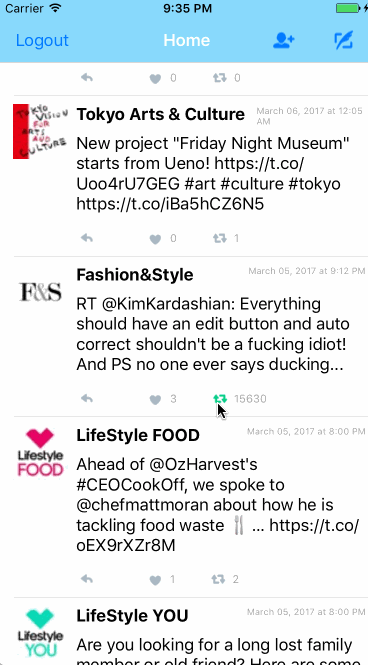 Carrier 9:35 PM
Logout Home
0 0
TOKYO
VISION
FOR
ARTS
AND
CULTURE
Tokyo Arts & Culture March 06, 2017 at 12:05
AM
New project "Friday Night Museum"
starts from Ueno! https://t.co/
Uoo4rU7GEG #art #culture #tokyo
https://t.co/iBa5hCZ6N5
0 1
F&S
Fashion&Style March 05, 2017 at 9:12 PM
RT @KimKardashian: Everything
should have an edit button and auto
correct shouldn't be a fucking idiot!
And PS no one ever says ducking...
3 15630
Lifestyle
FOOD
LifeStyle FOOD March 05, 2017 at 8:00 PM
Ahead of @OzHarvest's
#CEOCookOff, we spoke to
@chefmattmoran about how he is
tackling food waste 🍴 ... https://t.co/
oEX9rXZr8M
1 2
Lifestyle
YOU
LifeStyle YOU March 05, 2017 at 8:00 PM
Are you looking for a long lost family
member or old friend? Here are some